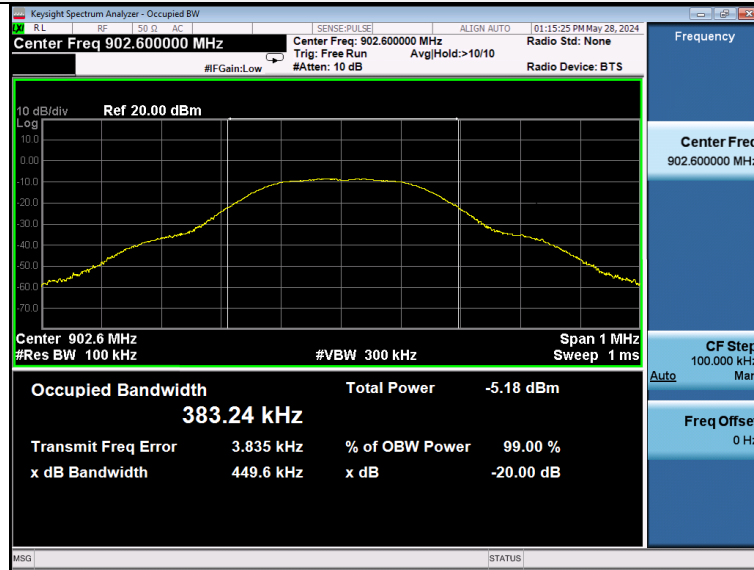 Keysight Spectrum Analyzer - Occupied BW
LXI RL RF 50 Ω AC SENSE:PULSE ALIGN AUTO 01:15:25 PM May 28, 2024
Center Freq 902.600000 MHz Center Freq: 902.600000 MHz Radio Std: None Frequency
Trig: Free Run Avg|Hold:>10/10
#IFGain:Low #Atten: 10 dB Radio Device: BTS
10 dB/div Ref 20.00 dBm
Log
10.0
0.00
-10.0
-20.0
-30.0
-40.0
-50.0
-60.0
-70.0
Center Freq
902.600000 MHz
Center 902.6 MHz Span 1 MHz
#Res BW 100 kHz #VBW 300 kHz Sweep 1 ms
CF Step
100.000 kHz
Auto Man
Occupied Bandwidth Total Power -5.18 dBm
383.24 kHz
Transmit Freq Error 3.835 kHz % of OBW Power 99.00 %
x dB Bandwidth 449.6 kHz x dB -20.00 dB
Freq Offset
0 Hz
MSG STATUS